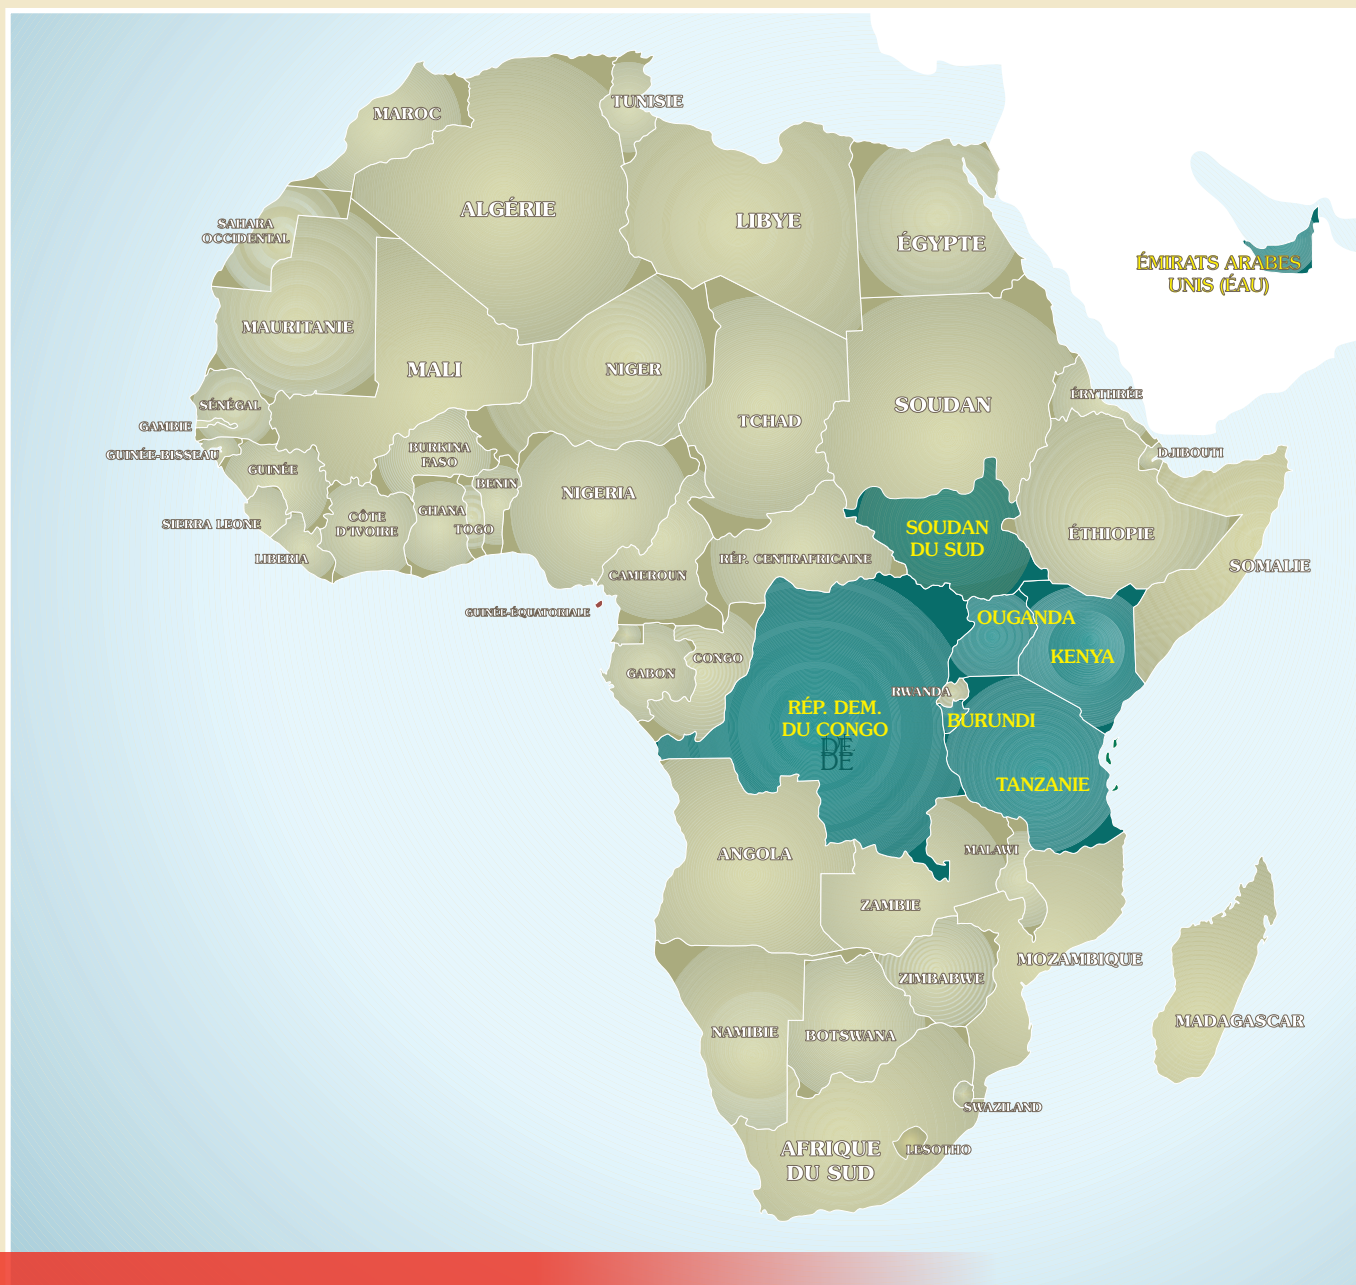 MAROC
TUNISIE
ALGÉRIE
LIBYE
ÉGYPTE
SAHARA
OCCIDENTAL
ÉMIRATS ARABES
UNIS (ÉAU)
MAURITANIE
MALI
NIGER
TCHAD
SOUDAN
ÉRYTHRÉE
SÉNÉGAL
GAMBIE
GUINÉE-BISSEAU
GUINÉE
BURKINA
FASO
BENIN
NIGERIA
DJIBOUTI
SIERRA LEONE
CÔTE
D'IVOIRE
GHANA
TOGO
LIBERIA
SOUDAN
DU SUD
ÉTHIOPIE
SOMALIE
RÉP. CENTRAFRICAINE
CAMEROUN
GUINÉE-ÉQUATORIALE
OUGANDA
KENYA
GABON
CONGO
RWANDA
BURUNDI
RÉP. DEM.
DU CONGO
DÉ.
DE
TANZANIE
ANGOLA
MALAWI
ZAMBIE
MOZAMBIQUE
ZIMBABWE
MADAGASCAR
NAMIBIE
BOTSWANA
SWAZILAND
AFRIQUE
DU SUD
LESOTHO